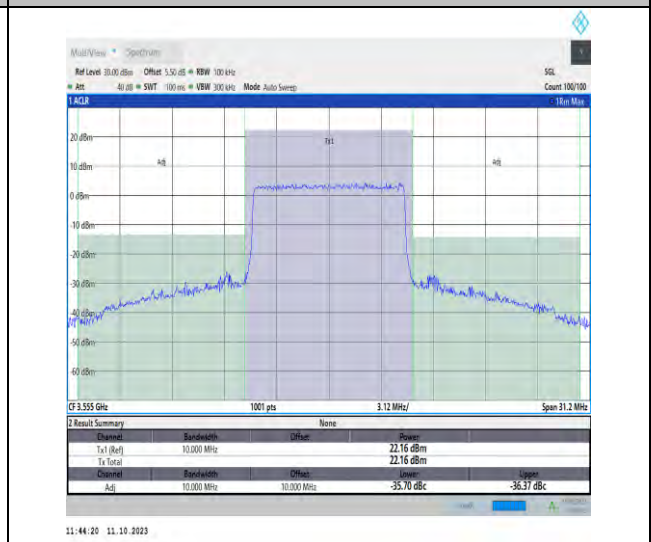 MultiView Spectrum
Ref Level 30.00 dBm Offset 5.50 dB RBW 100 kHz SGL
Att 40 dB SWT 100 ms VBW 300 kHz Mode Auto Sweep Count 100/100
1 ACLR 1Rm Max
Tx1
20 dBm
Adj Adj
10 dBm
0 dBm
-10 dBm
-20 dBm
-30 dBm
-40 dBm
-50 dBm
-60 dBm
CF 3.555 GHz 1001 pts 3.12 MHz/ Span 31.2 MHz
2 Result Summary None
Channel Bandwidth Offset Power
Tx1 (Ref) 10.000 MHz 22.16 dBm
Tx Total 22.16 dBm
Channel Bandwidth Offset Lower Upper
Adj 10.000 MHz 10.000 MHz -35.70 dBc -36.37 dBc
11:44:20 11.10.2023